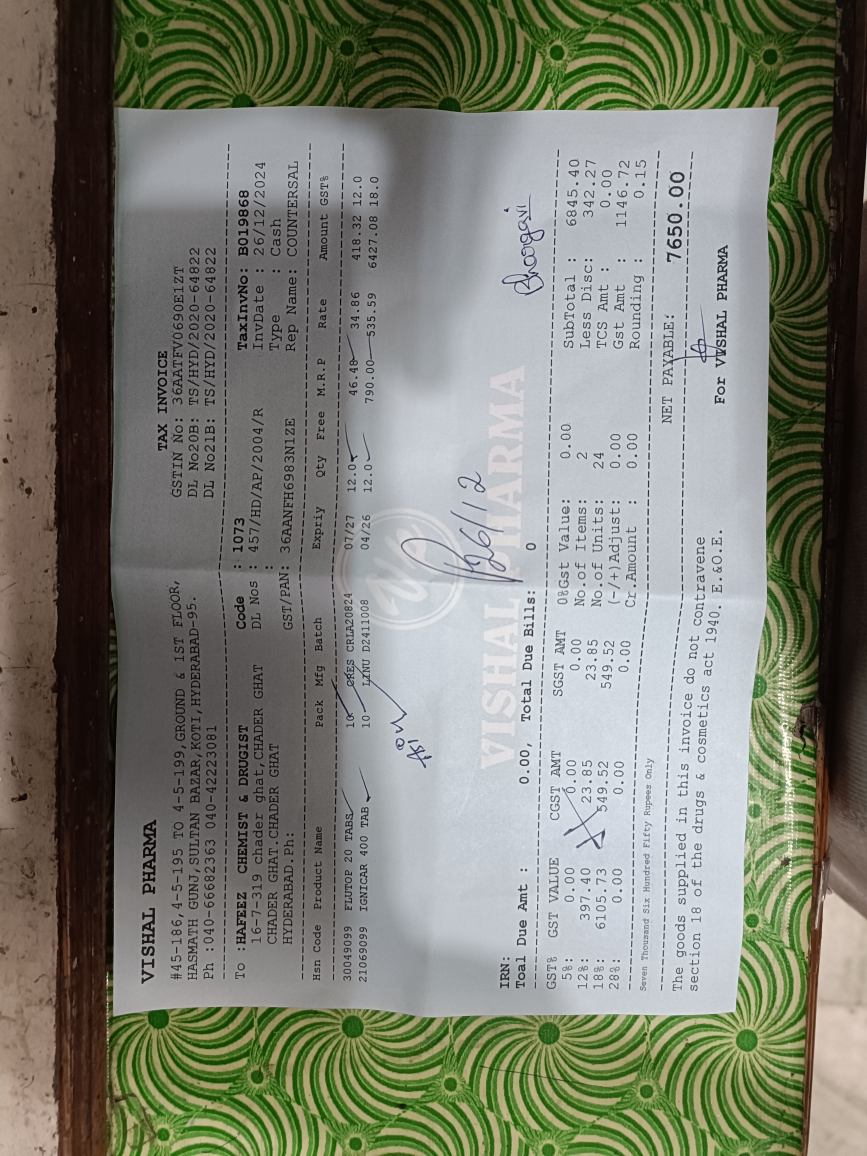 TAX INVOICE
VISHAL PHARMA
#45-186,4-5-195 TO 4-5-199,GROUND & 1ST FLOOR,
HASMATH GUNJ,SULTAN BAZAR,KOTI,HYDERABAD-95.
Ph :040-66682363 040-42223081
GSTIN No: 36AATFV0690E1ZT
DL No20B: TS/HYD/2020-64822
DL No21B: TS/HYD/2020-64822
To :HAFEEZ CHEMIST & DRUGIST
16-7-319 chader ghat,CHADER GHAT
CHADER GHAT.CHADER GHAT
HYDERABAD.Ph:
Code : 1073
DL Nos : 457/HD/AP/2004/R
GST/PAN: 36AANFH6983N1ZE
TaxInvNo: B019868
InvDate : 26/12/2024
Type : Cash
Rep Name: COUNTERSAL
Hsn Code Product Name Pack Mfg Batch Expriy Qty Free M.R.P Rate Amount GST%
30049099 FLUTOP 20 TABS 10 CRES CRLA20824 07/27 12.0 46.48 34.86 418.32 12.0
21069099 IGNICAR 400 TAB 10 LINU D2411008 04/26 12.0 790.00 535.59 6427.08 18.0
26/12
VISHAL PHARMA
IRN:
Toal Due Amt : 0.00, Total Due Bills: 0
GST% GST VALUE CGST AMT SGST AMT 0%Gst Value: 0.00 SubTotal : 6845.40
5%: 0.00 0.00 0.00 No.of Items: 2 Less Disc: 342.27
12%: 397.40 23.85 23.85 No.of Units: 24 TCS Amt : 0.00
18%: 6105.73 549.52 549.52 (-/+)Adjust: 0.00 Gst Amt : 1146.72
28%: 0.00 0.00 0.00 Cr.Amount : 0.00 Rounding : 0.15
Seven Thousand Six Hundred Fifty Rupees Only
NET PAYABLE: 7650.00
The goods supplied in this invoice do not contravene
section 18 of the drugs & cosmetics act 1940. E.&O.E.
For VISHAL PHARMA